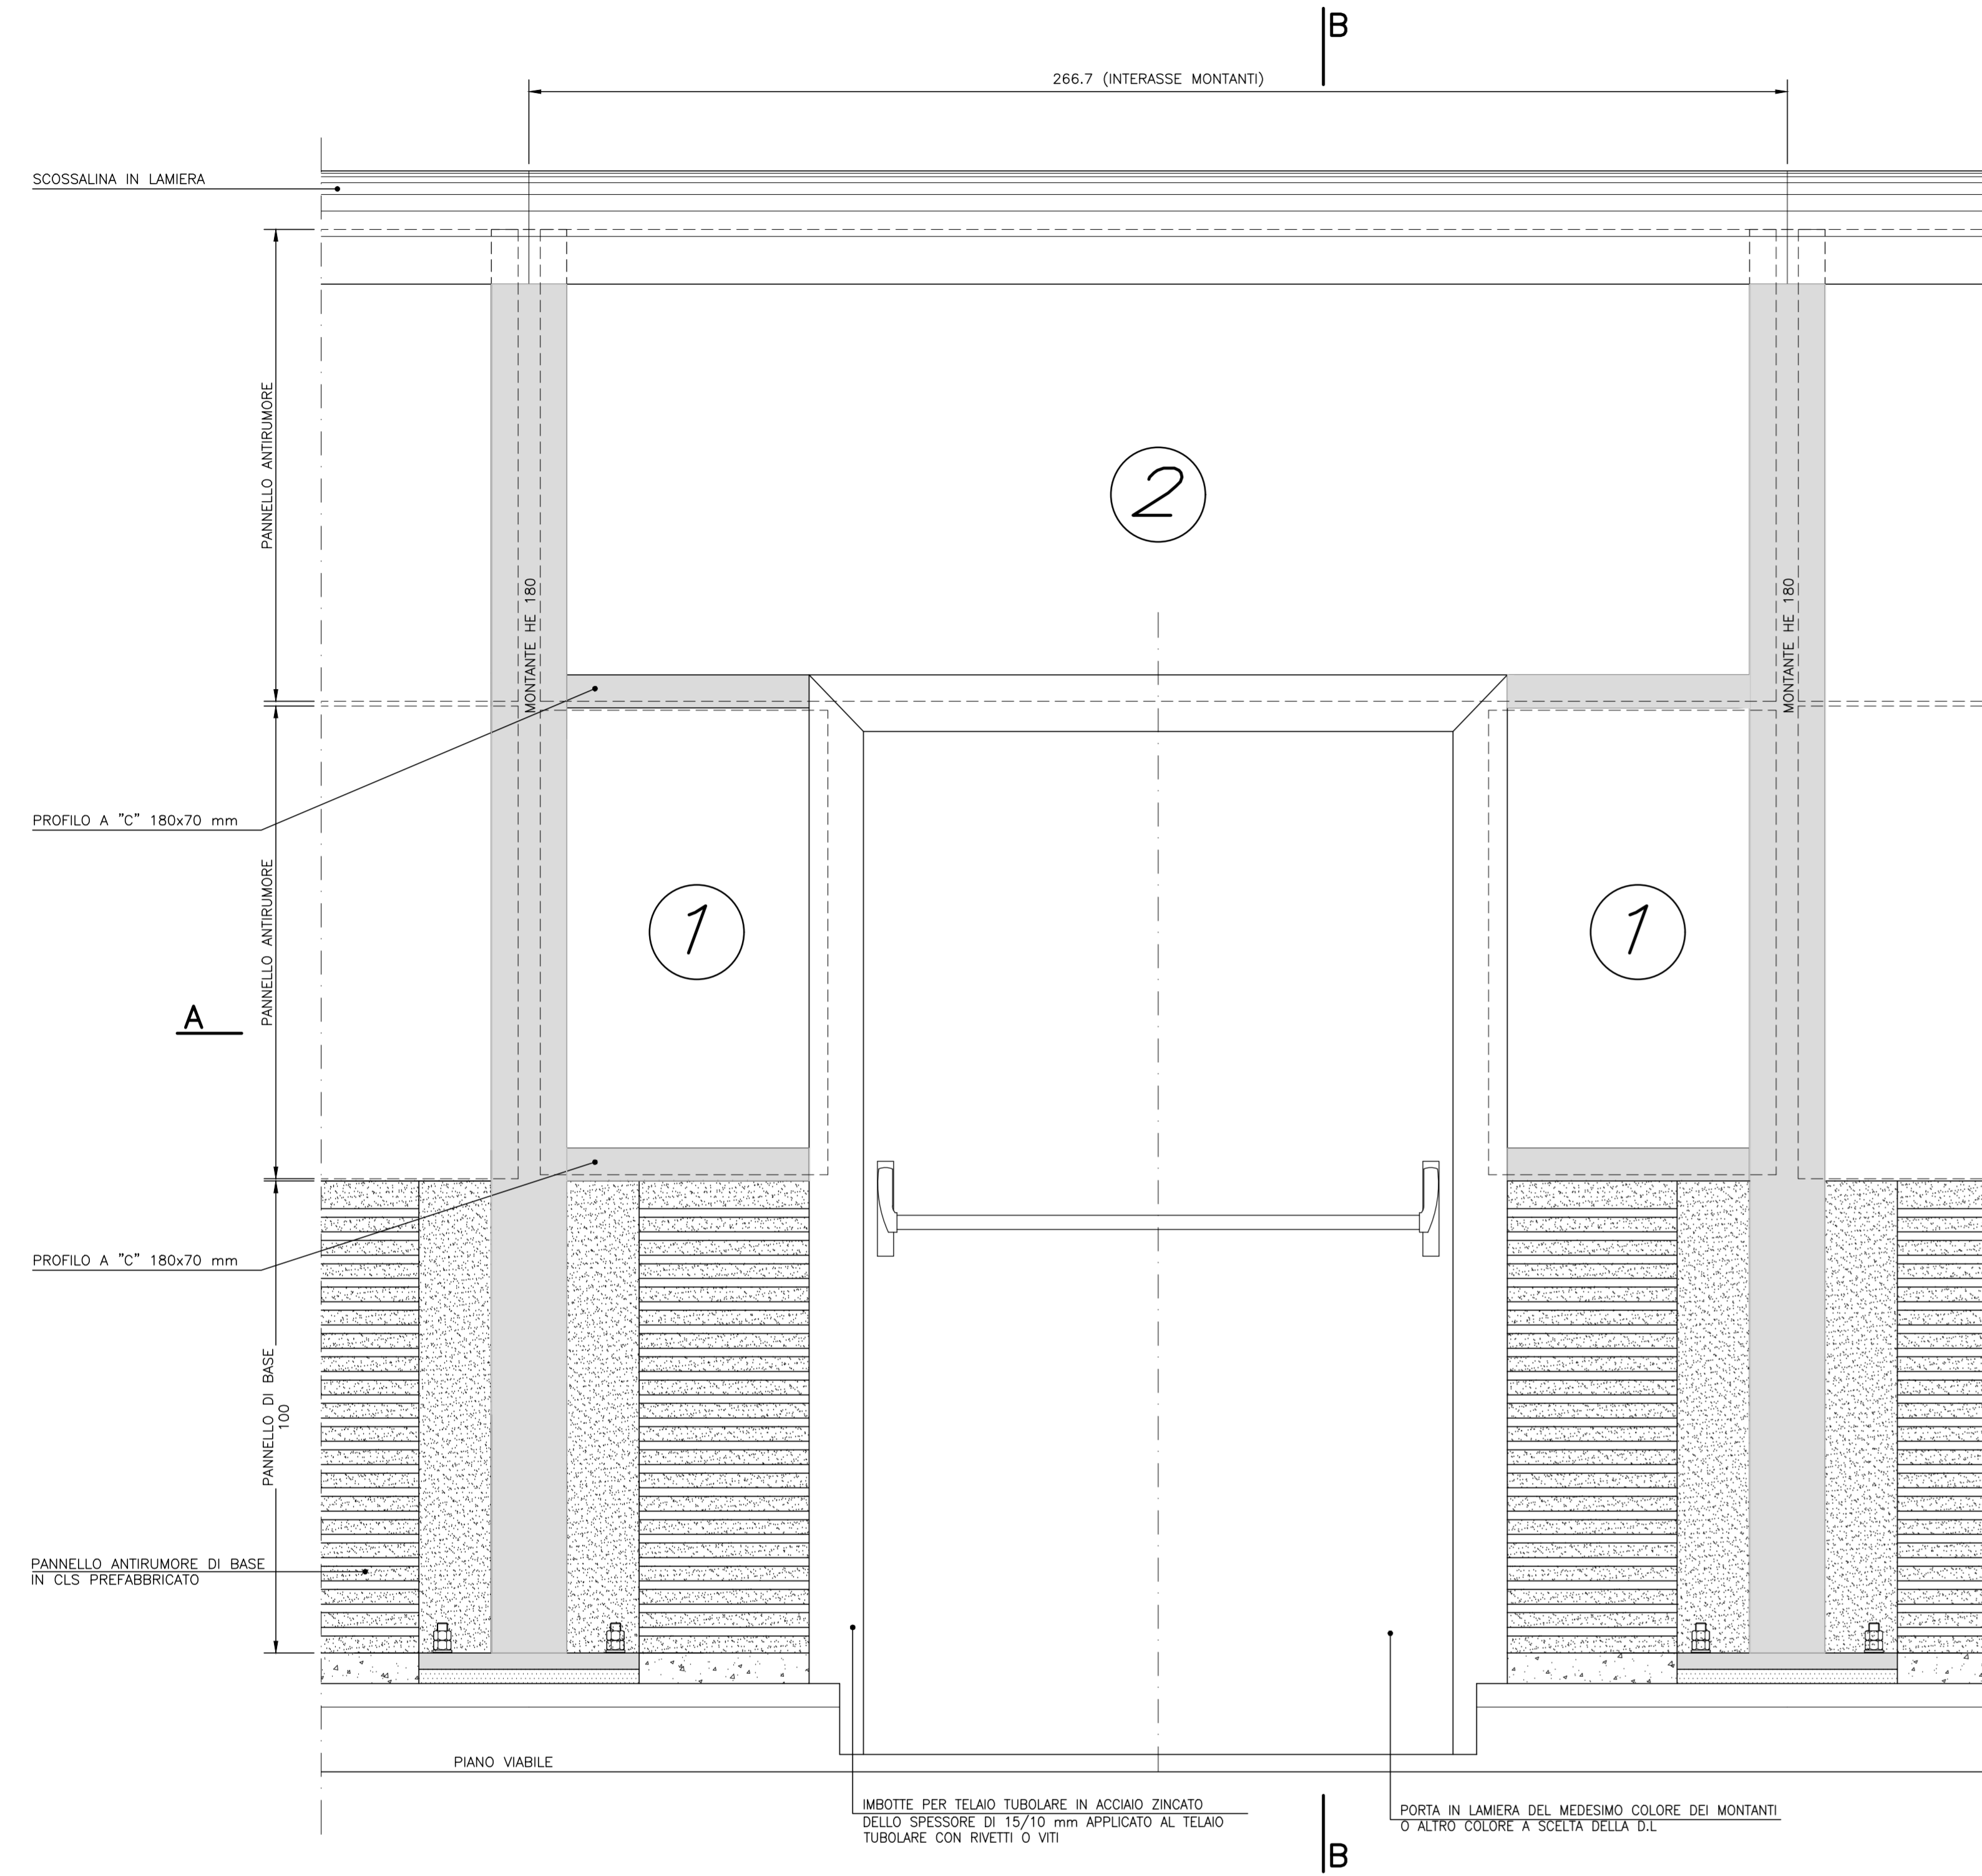 B
266.7 (INTERASSE MONTANTI)
SCOSSALINA IN LAMIERA
PANNELLO ANTIRUMORE
2
MONTANTE HE 180
MONTANTE HE 180
PROFILO A "C" 180x70 mm
PANNELLO ANTIRUMORE
1
1
A
PROFILO A "C" 180x70 mm
PANNELLO DI BASE
100
PANNELLO ANTIRUMORE DI BASE
IN CLS PREFABBRICATO
PIANO VIABILE
IMBOTTE PER TELAIO TUBOLARE IN ACCIAIO ZINCATO
DELLO SPESSORE DI 15/10 mm APPLICATO AL TELAIO
TUBOLARE CON RIVETTI O VITI
PORTA IN LAMIERA DEL MEDESIMO COLORE DEI MONTANTI
O ALTRO COLORE A SCELTA DELLA D.L
B